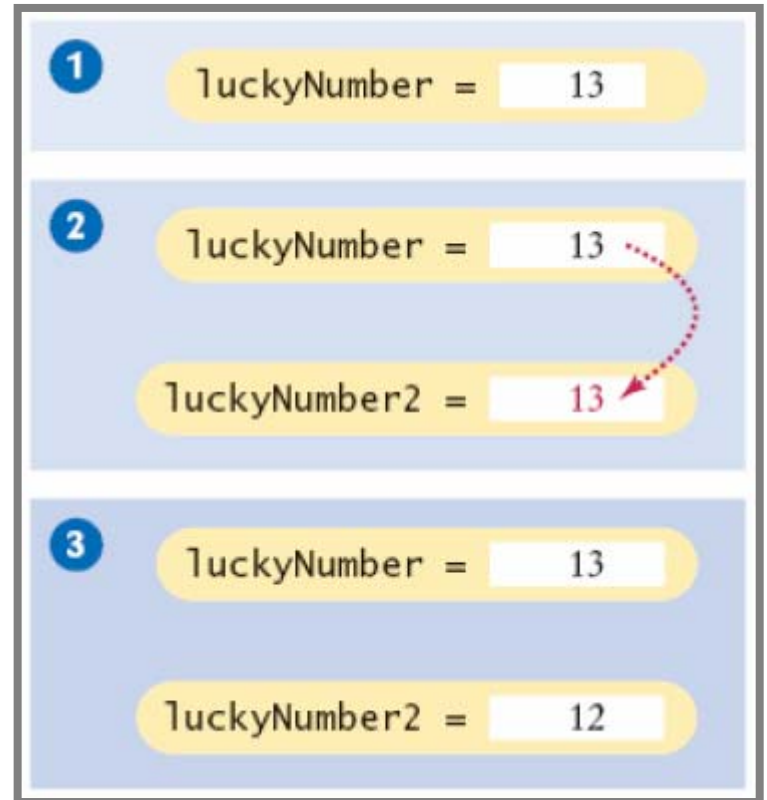 1
luckyNumber = 13
2
luckyNumber = 13
luckyNumber2 = 13
3
luckyNumber = 13
luckyNumber2 = 12